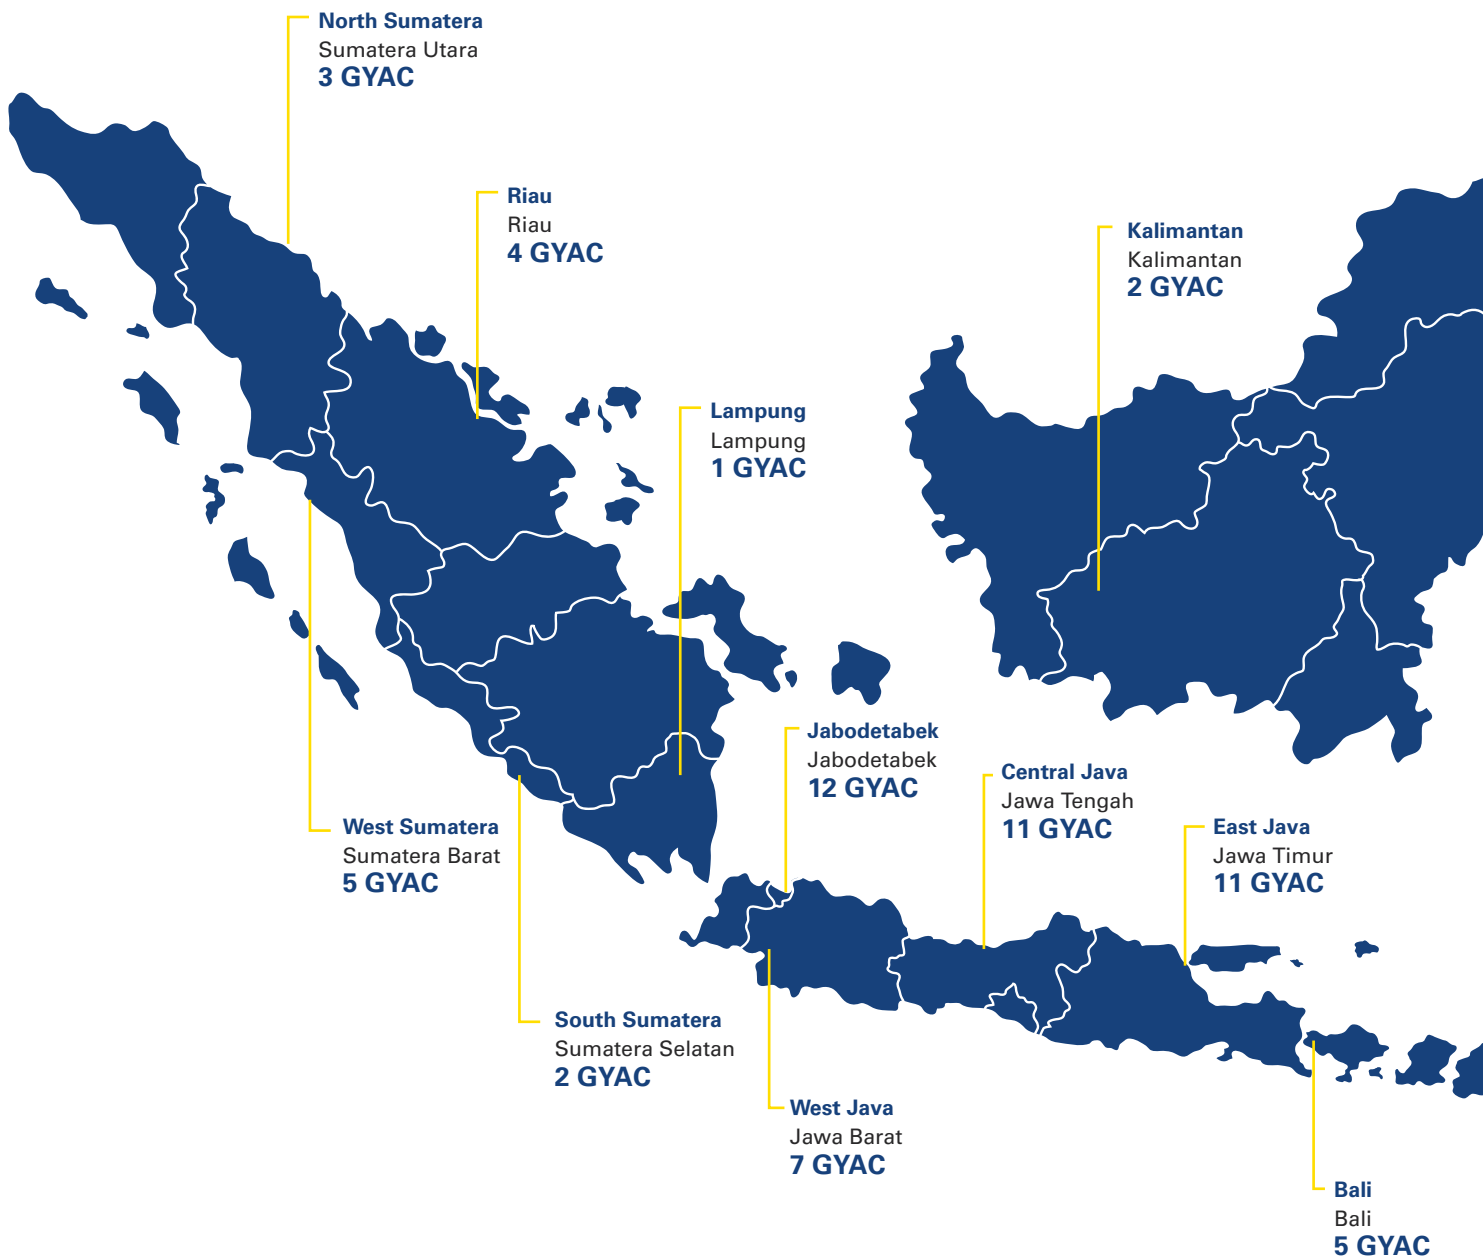 North Sumatera
Sumatera Utara
3 GYAC
Riau
Riau
4 GYAC
Kalimantan
Kalimantan
2 GYAC
Lampung
Lampung
1 GYAC
Jabodetabek
Jabodetabek
12 GYAC
Central Java
Jawa Tengah
11 GYAC
East Java
Jawa Timur
11 GYAC
West Sumatera
Sumatera Barat
5 GYAC
South Sumatera
Sumatera Selatan
2 GYAC
West Java
Jawa Barat
7 GYAC
Bali
Bali
5 GYAC